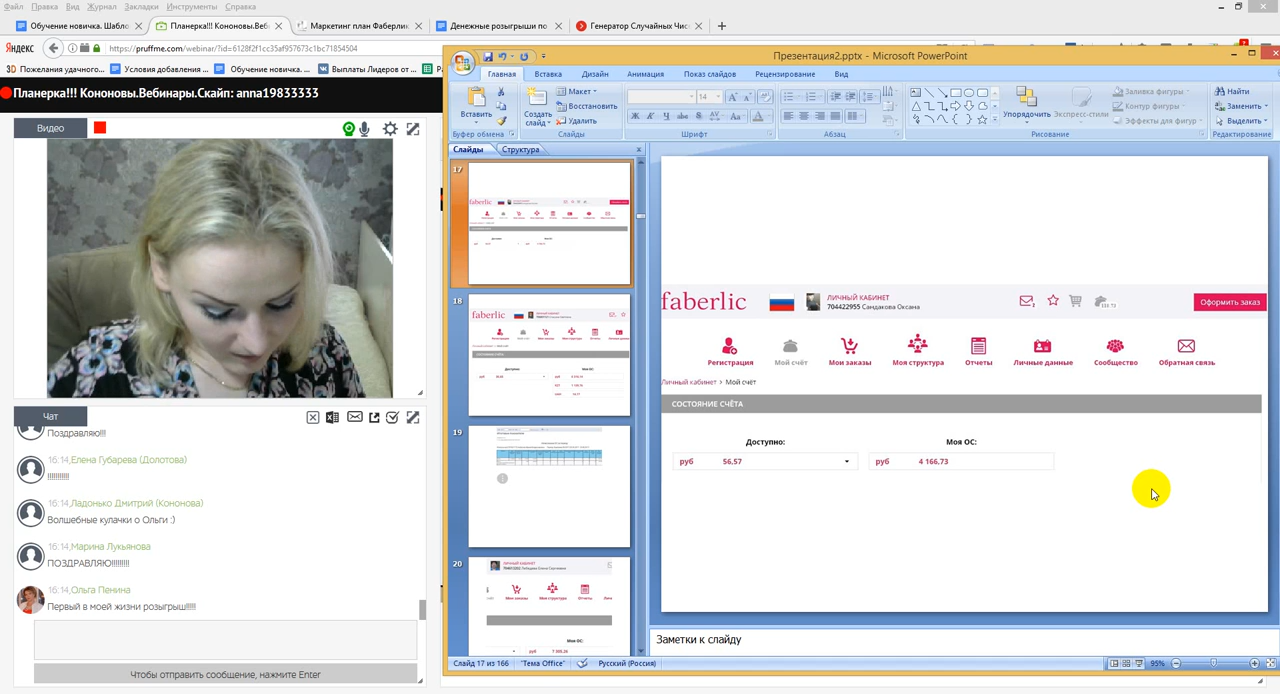 Файл Правка Вид Журнал Закладки Инструменты Справка
Обучение новичка. Шабло
Планерка!!! Кононовы.Веб
Маркетинг план Фаберли
Денежные розыгрыши по
Генератор Случайных Чис
Яндекс
https://pruffme.com/webinar/?id=6128f2f1cc35af957673c1bc71854504
Пожелания удачного...
Условия добавления ...
Обучение новичка. ...
Выплаты Лидеров от ...
Планерка!!! Кононовы.Вебинары.Скайп: anna19833333
Видео
Чат
Поздравляю!!!
16:14, Елена Губарева (Долотова)
!!!!!!!!!!!
16:14, Ладонько Дмитрий (Кононова)
Волшебные кулачки о Ольги :)
16:14, Марина Лукьянова
ПОЗДРАВЛЯЮ!!!!!!!!!
16:14, Ольга Пенина
Первый в моей жизни розыгрыш!!!!!
Чтобы отправить сообщение, нажмите Enter
Презентация2.pptx - Microsoft PowerPoint
Главная Вставка Дизайн Анимация Показ слайдов Рецензирование Вид
Вставить
Буфер обмена
Создать слайд
Макет
Восстановить
Удалить
Слайды
14
Шрифт
Абзац
Упорядочить
Экспресс-стили
Заливка фигуры
Контур фигуры
Эффекты для фигур
Рисование
Найти
Заменить
Выделить
Редактирование
Слайды Структура
17
faberlic
18
faberlic
19
20
faberlic
ЛИЧНЫЙ КАБИНЕТ
704422955 Сандакова Оксана
Оформить заказ
Регистрация Мой счёт Мои заказы Моя структура Отчеты Личные данные Сообщество Обратная связь
Личный кабинет > Мой счёт
СОСТОЯНИЕ СЧЁТА
Доступно: Моя ОС:
руб 56,57 руб 4 166,73
Заметки к слайду
Слайд 17 из 166 "Тема Office" Русский (Россия) 95%